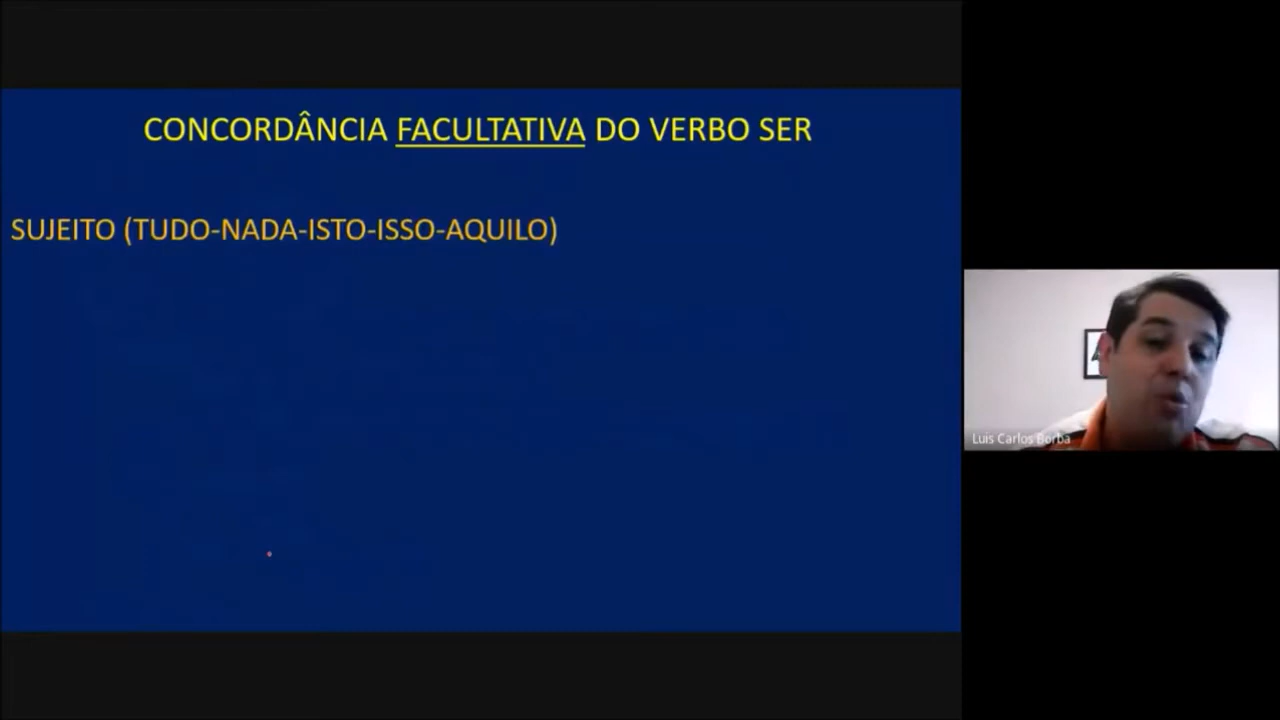 CONCORDÂNCIA FACULTATIVA DO VERBO SER
SUJEITO (TUDO-NADA-ISTO-ISSO-AQUILO)
Luis Carlos Borba